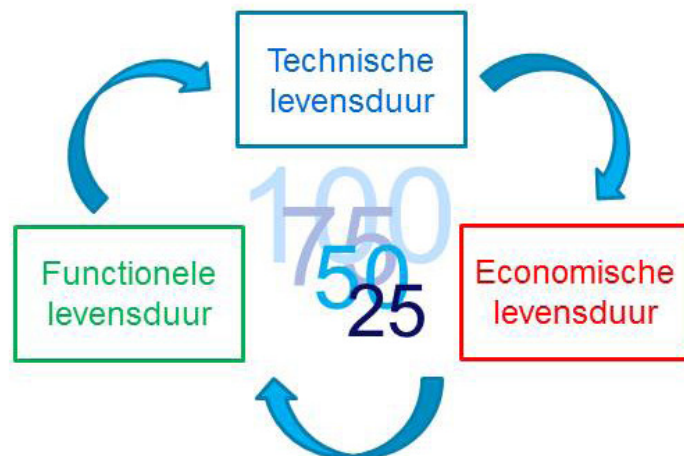 Technische
levensduur
100
75
50
25
Functionele
levensduur
Economische
levensduur